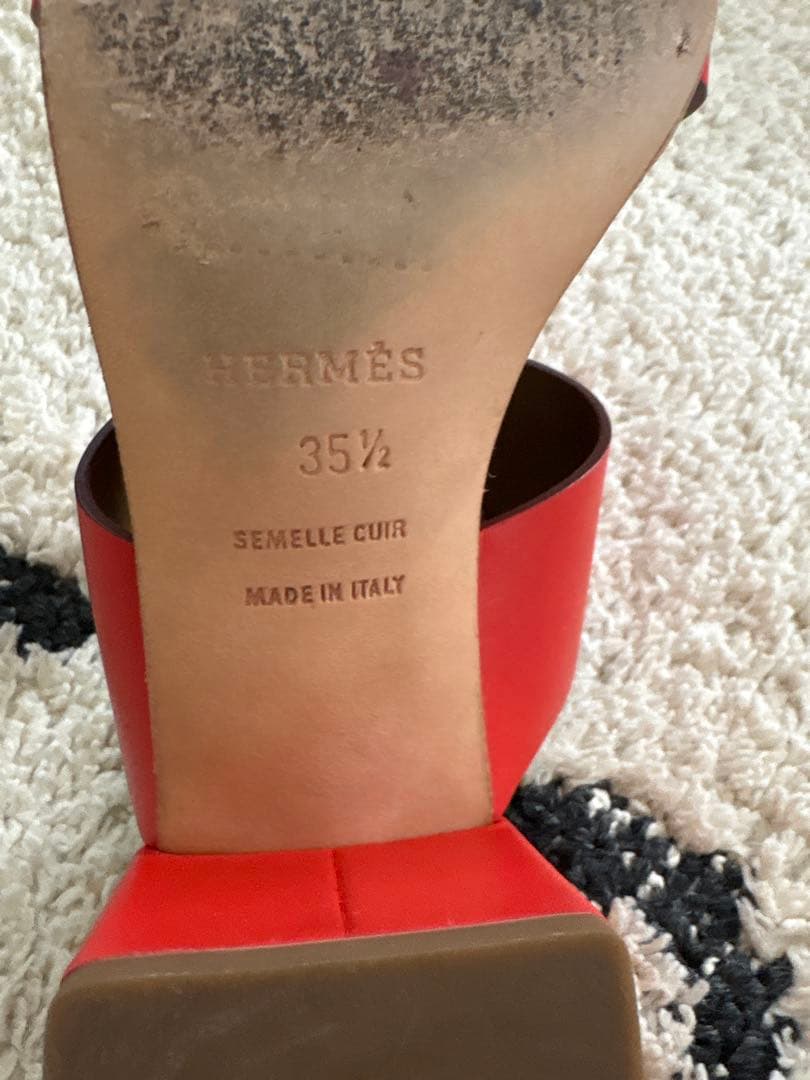 HERMÈS
35½
SEMELLE CUIR
MADE IN ITALY